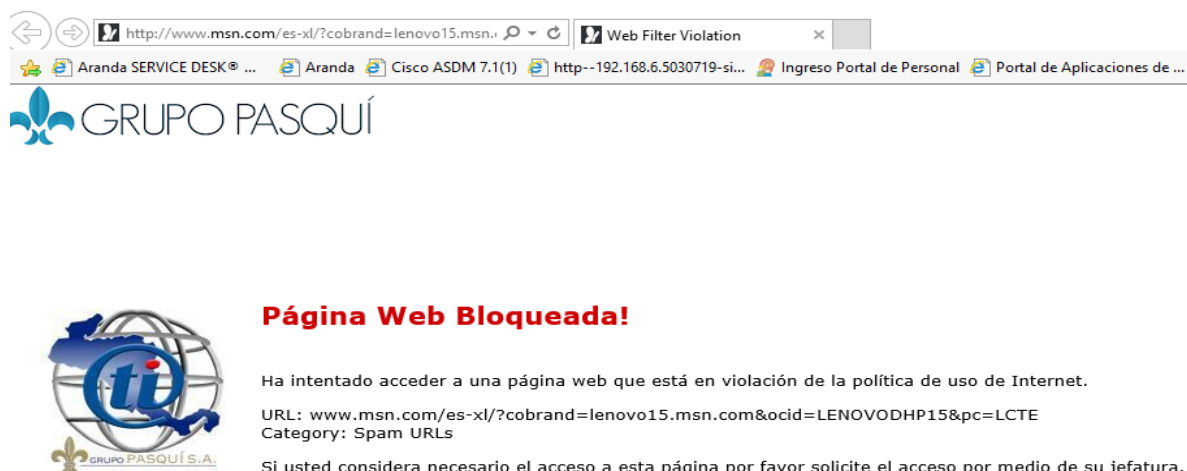 http://www.msn.com/es-xl/?cobrand=lenovo15.msn.
Web Filter Violation
Aranda SERVICE DESK® ...
Aranda
Cisco ASDM 7.1(1)
http--192.168.6.5030719-si...
Ingreso Portal de Personal
Portal de Aplicaciones de ...
GRUPO PASQUÍ
Página Web Bloqueada!
ti
GRUPO PASQUÍ S.A.
Ha intentado acceder a una página web que está en violación de la política de uso de Internet.
URL: www.msn.com/es-xl/?cobrand=lenovo15.msn.com&ocid=LENOVODHP15&pc=LCTE
Category: Spam URLs
Si usted considera necesario el acceso a esta página por favor solicite el acceso por medio de su jefatura.